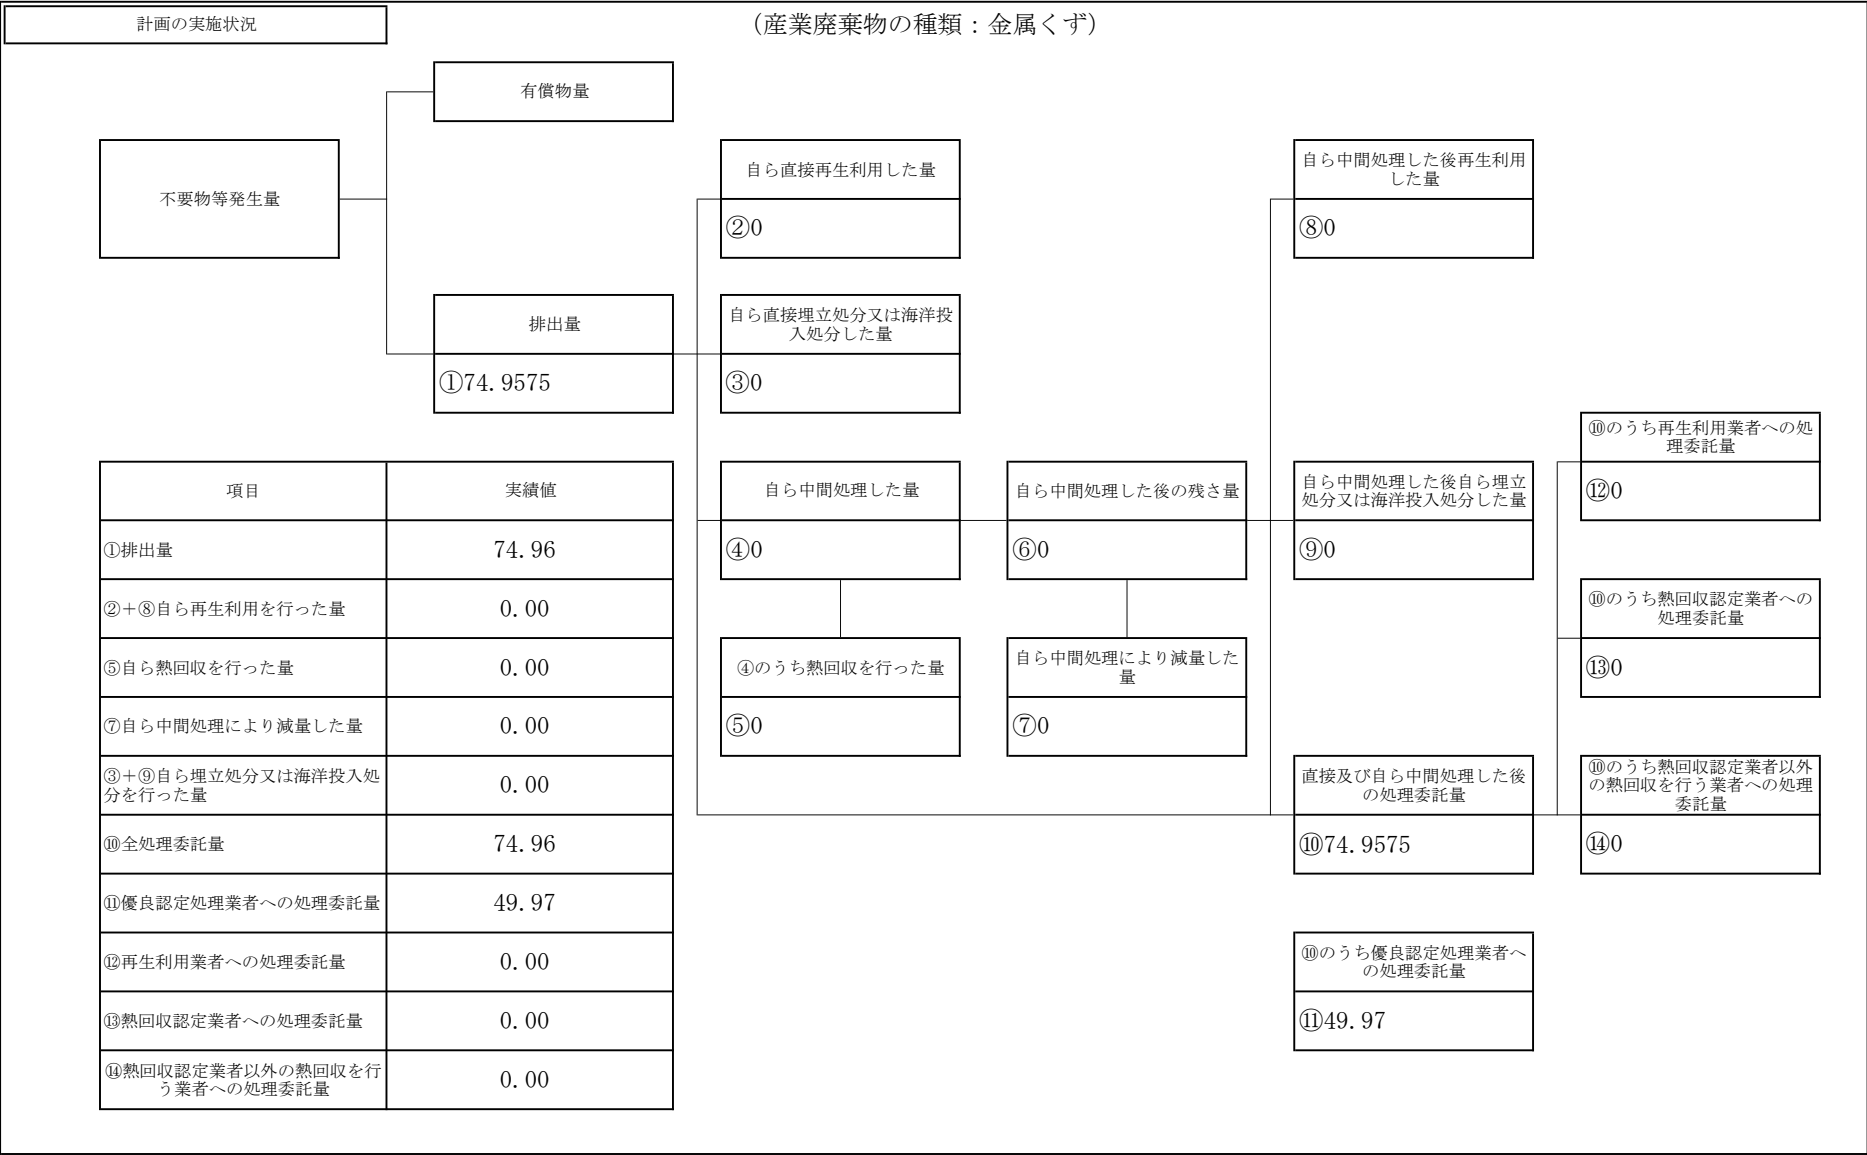 計画の実施状況
（産業廃棄物の種類：金属くず）
有償物量
不要物等発生量
自ら直接再生利用した量
②0
自ら中間処理した後再生利用
した量
⑧0
排出量
①74.9575
自ら直接埋立処分又は海洋投
入処分した量
③0
⑩のうち再生利用業者への処
理委託量
⑫0
項目 実績値
①排出量 74.96
②＋⑧自ら再生利用を行った量 0.00
⑤自ら熱回収を行った量 0.00
⑦自ら中間処理により減量した量 0.00
③＋⑨自ら埋立処分又は海洋投入処
分を行った量 0.00
⑩全処理委託量 74.96
⑪優良認定処理業者への処理委託量 49.97
⑫再生利用業者への処理委託量 0.00
⑬熱回収認定業者への処理委託量 0.00
⑭熱回収認定業者以外の熱回収を行
う業者への処理委託量 0.00
自ら中間処理した量
④0
自ら中間処理した後の残さ量
⑥0
自ら中間処理した後自ら埋立
処分又は海洋投入処分した量
⑨0
④のうち熱回収を行った量
⑤0
自ら中間処理により減量した
量
⑦0
⑩のうち熱回収認定業者への
処理委託量
⑬0
直接及び自ら中間処理した後
の処理委託量
⑩74.9575
⑩のうち熱回収認定業者以外
の熱回収を行う業者への処理
委託量
⑭0
⑩のうち優良認定処理業者へ
の処理委託量
⑪49.97